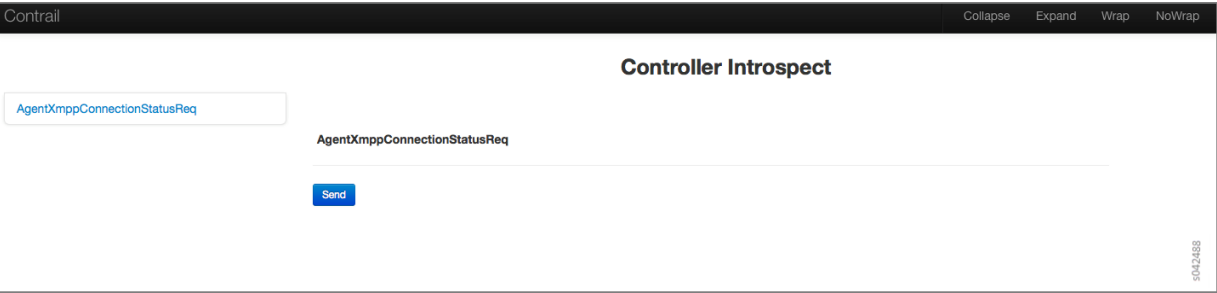 Contrail
Collapse Expand Wrap NoWrap
Controller Introspect
AgentXmppConnectionStatusReq
AgentXmppConnectionStatusReq
Send
s042488